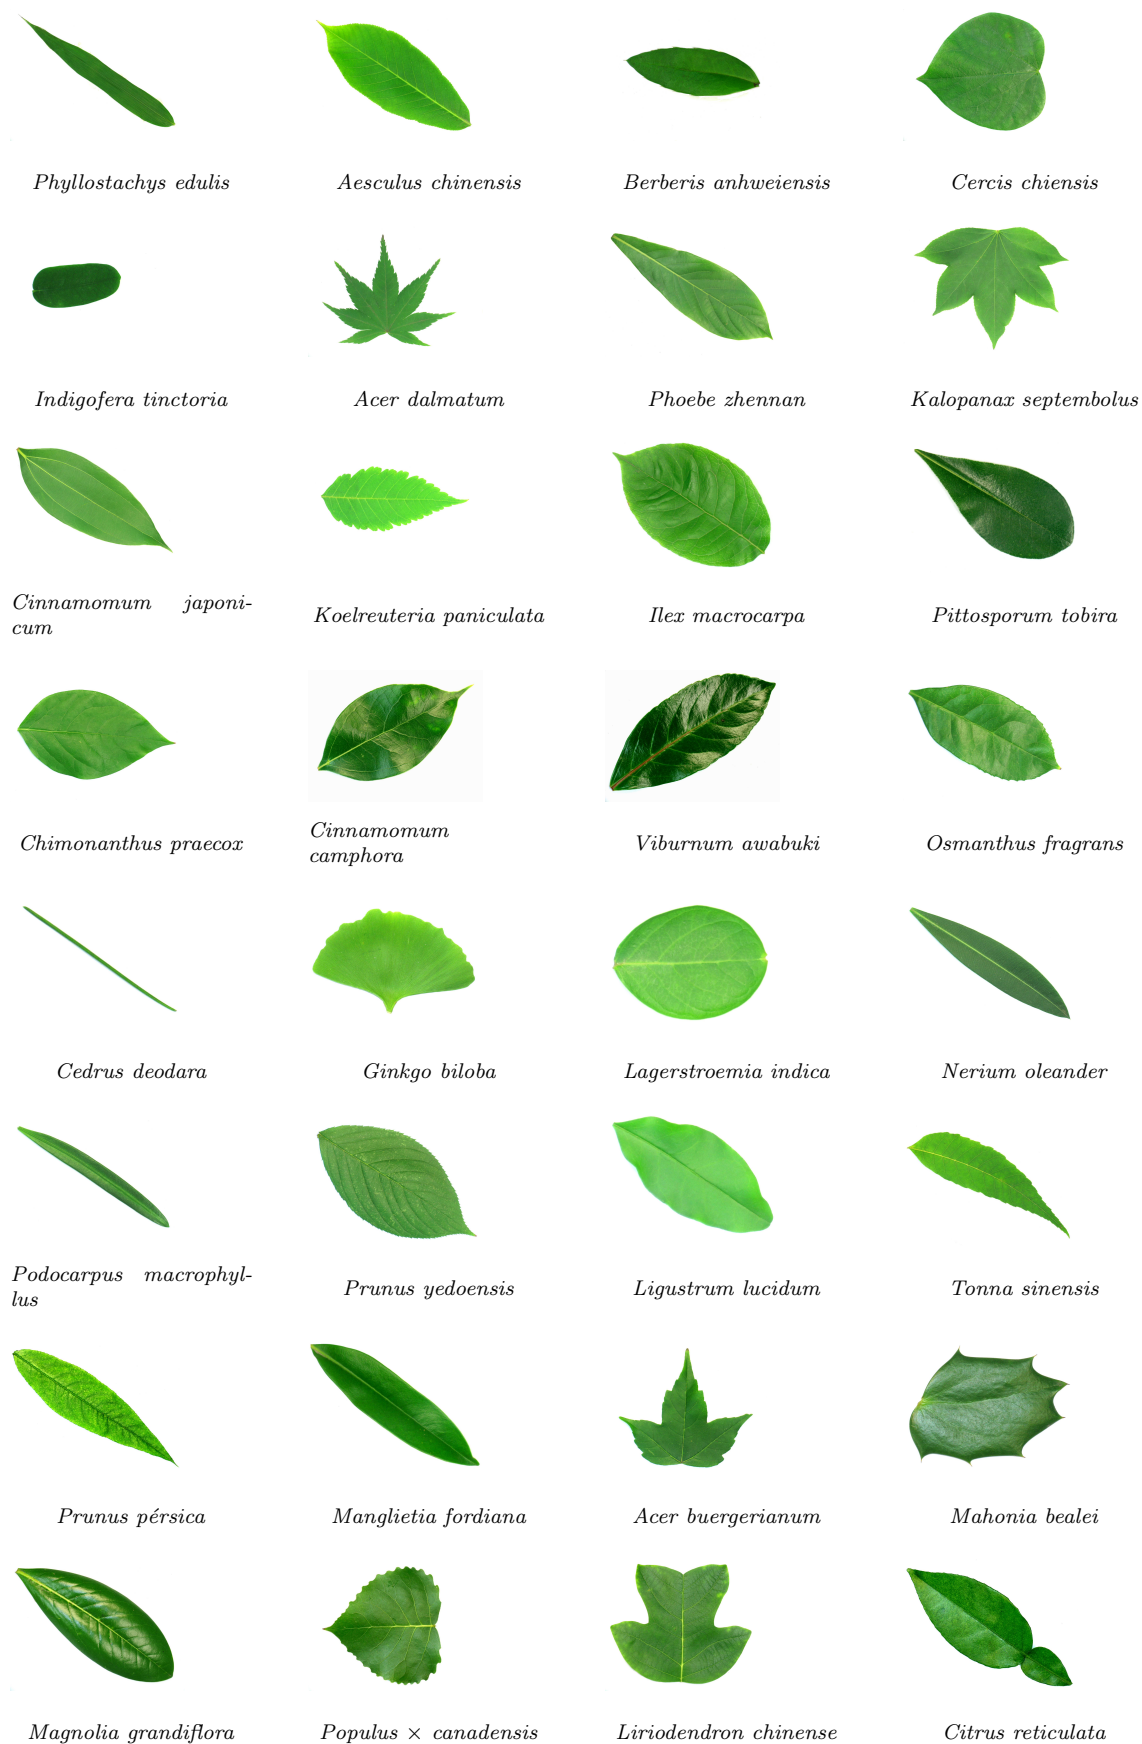 Phyllostachys edulis
Aesculus chinensis
Berberis anhweiensis
Cercis chiensis
Indigofera tinctoria
Acer dalmatum
Phoebe zhennan
Kalopanax septembolus
Cinnamomum japoni-
cum
Koelreuteria paniculata
Ilex macrocarpa
Pittosporum tobira
Chimonanthus praecox
Cinnamomum
camphora
Viburnum awabuki
Osmanthus fragrans
Cedrus deodara
Ginkgo biloba
Lagerstroemia indica
Nerium oleander
Podocarpus macrophyl-
lus
Prunus yedoensis
Ligustrum lucidum
Tonna sinensis
Prunus pérsica
Manglietia fordiana
Acer buergerianum
Mahonia bealei
Magnolia grandiflora
Populus × canadensis
Liriodendron chinense
Citrus reticulata